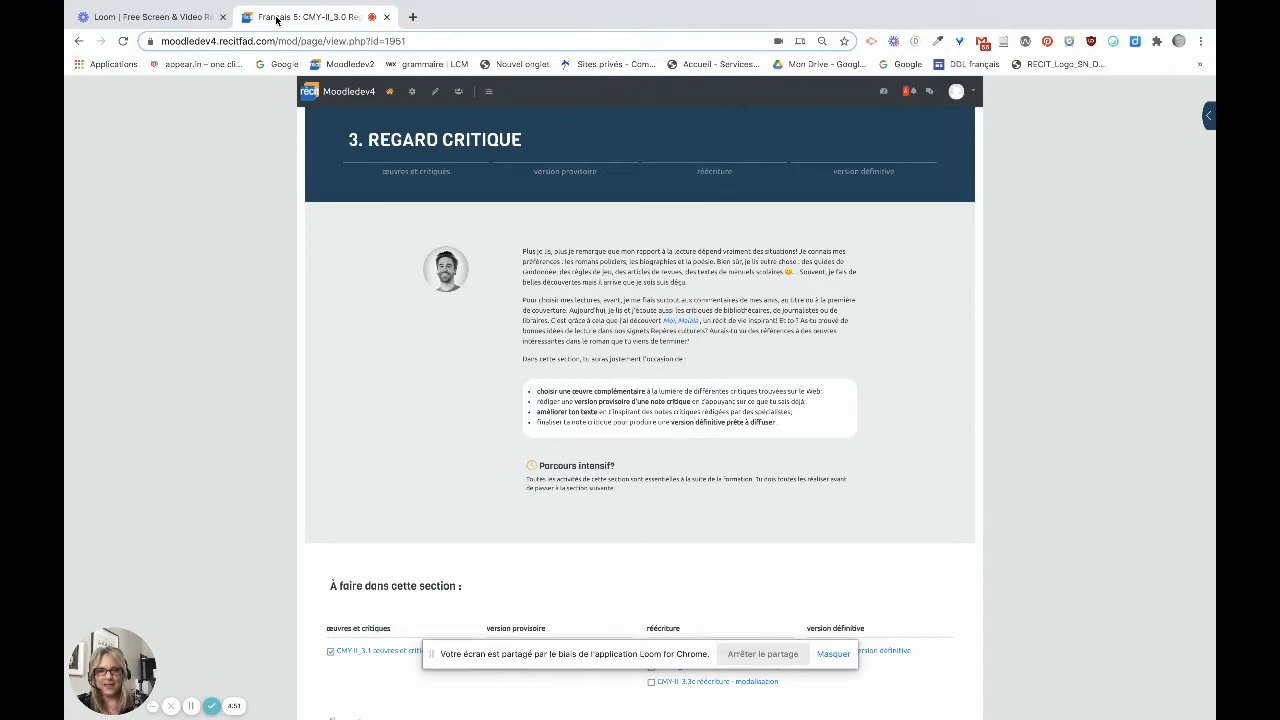 Loom | Free Screen & Video Re
Français 5: CMY-II_3.0 Reg
moodledev4.recitfad.com/mod/page/view.php?id=1951
56
Applications
appear.in – one cli...
Google
Moodledev2
WX grammaire | LCM
Nouvel onglet
Sites privés - Com...
Accueil - Service...
Mon Drive - Googl...
Google
DDL français
RECIT_Logo_SN_D...
récit
Moodledev4
3. REGARD CRITIQUE
œuvres et critiques
version provisoire
réécriture
version définitive
Plus je lis, plus je remarque que mon rapport à la lecture dépend vraiment des situations! Je connais mes
préférences : les romans policiers, les biographies et la poésie. Bien sûr, je lis autre chose : des guides de
randonnée, des règles de jeu, des articles de revues, des textes de manuels scolaires😕... Souvent, je fais de
belles découvertes mais il arrive que je sois suis déçu.
Pour choisir mes lectures, avant, je me fiais surtout aux commentaires de mes amis, au titre ou à la première
de couverture. Aujourd'hui, je lis et j'écoute aussi les critiques de bibliothécaires, de journalistes ou de
libraires. C'est grâce à cela que j'ai découvert Moi, Malala, un récit de vie inspirant! Et toi? As-tu trouvé de
bonnes idées de lecture dans nos signets Repères culturels? Aurais-tu vu des références à des œuvres
intéressantes dans le roman que tu viens de terminer?
Dans cette section, tu auras justement l'occasion de :
• choisir une œuvre complémentaire à la lumière de différentes critiques trouvées sur le Web;
• rédiger une version provisoire d'une note critique en t'appuyant sur ce que tu sais déjà;
• améliorer ton texte en t'inspirant des notes critiques rédigées par des spécialistes;
• finaliser ta note critique pour produire une version définitive prête à diffuser.
Parcours intensif?
Toutes les activités de cette section sont essentielles à la suite de la formation. Tu dois toutes les réaliser avant
de passer à la section suivante.
À faire dans cette section :
œuvres et critiques
version provisoire
réécriture
version définitive
CMY-II_3.1 œuvres et criti
version définitive
Votre écran est partagé par le biais de l'application Loom for Chrome.
Arrêter le partage
Masquer
CMY-II_3.3c réécriture - modalisation
4:51